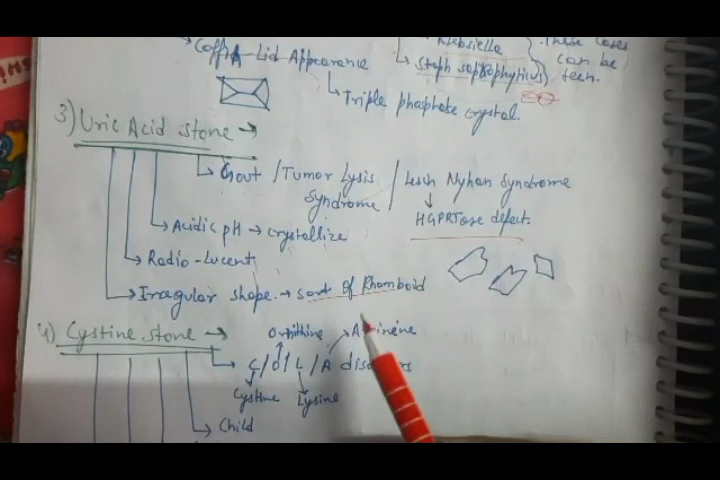 Klebsiella
These cases
Coffin-Lid Appearance
Staph saprophyticus
can be
seen.
Triple phosphate crystal.
3) Uric Acid stone →
Gout / Tumor Lysis Syndrome / Lesch Nyhan Syndrome
↓
HGPRTase defect.
Acidic pH → crystallize
Radio-Lucent
Irregular shape → sort of Rhomboid
4) Cystine stone →
Ornithine
C/O/L/A
Cystine Lysine
Child